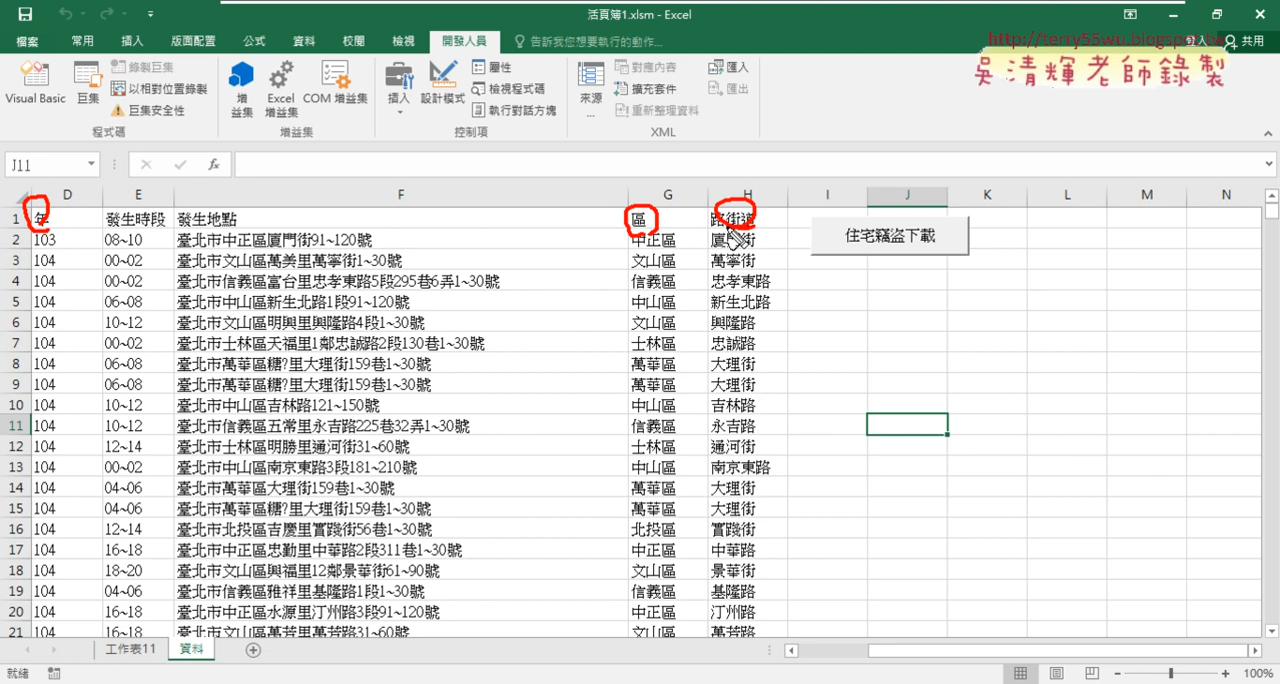 活頁簿1.xlsm - Excel
檔案 常用 插入 版面配置 公式 資料 校閱 檢視 開發人員 告訴我您想要執行的動作... 登入 共用
http://terry55wu.blogspot.tw
吳清輝老師錄製
Visual Basic 巨集 錄製巨集 以相對位置錄製 巨集安全性 程式碼
增益集 Excel 增益集 COM 增益集 增益集
插入 設計模式 屬性 檢視程式碼 執行對話方塊 控制項
來源... 對應內容 擴充套件 重新整理資料 匯入 匯出 XML
J11 fx
D E F G H I J K L M N
1 年 發生時段 發生地點 區 路街道
住宅竊盜下載
2 103 08~10 臺北市中正區廈門街91~120號 中正區 廈門街
3 104 00~02 臺北市文山區萬美里萬寧街1~30號 文山區 萬寧街
4 104 00~02 臺北市信義區富台里忠孝東路5段295巷6弄1~30號 信義區 忠孝東路
5 104 06~08 臺北市中山區新生北路1段91~120號 中山區 新生北路
6 104 10~12 臺北市文山區明興里興隆路4段1~30號 文山區 興隆路
7 104 00~02 臺北市士林區天福里1鄰忠誠路2段130巷1~30號 士林區 忠誠路
8 104 06~08 臺北市萬華區糖?里大理街159巷1~30號 萬華區 大理街
9 104 06~08 臺北市萬華區糖?里大理街159巷1~30號 萬華區 大理街
10 104 10~12 臺北市中山區吉林路121~150號 中山區 吉林路
11 104 10~12 臺北市信義區五常里永吉路225巷32弄1~30號 信義區 永吉路
12 104 12~14 臺北市士林區明勝里通河街31~60號 士林區 通河街
13 104 00~02 臺北市中山區南京東路3段181~210號 中山區 南京東路
14 104 04~06 臺北市萬華區大理街159巷1~30號 萬華區 大理街
15 104 04~06 臺北市萬華區糖?里大理街159巷1~30號 萬華區 大理街
16 104 12~14 臺北市北投區吉慶里實踐街56巷1~30號 北投區 實踐街
17 104 16~18 臺北市中正區忠勤里中華路2段311巷1~30號 中正區 中華路
18 104 18~20 臺北市文山區興福里12鄰景華街61~90號 文山區 景華街
19 104 04~06 臺北市信義區雅祥里基隆路1段1~30號 信義區 基隆路
20 104 16~18 臺北市中正區水源里汀州路3段91~120號 中正區 汀州路
21 104 16~18 臺北市文山區萬芳里萬芳路31~60號 文山區 萬芳路
工作表11 資料
就緒 100%